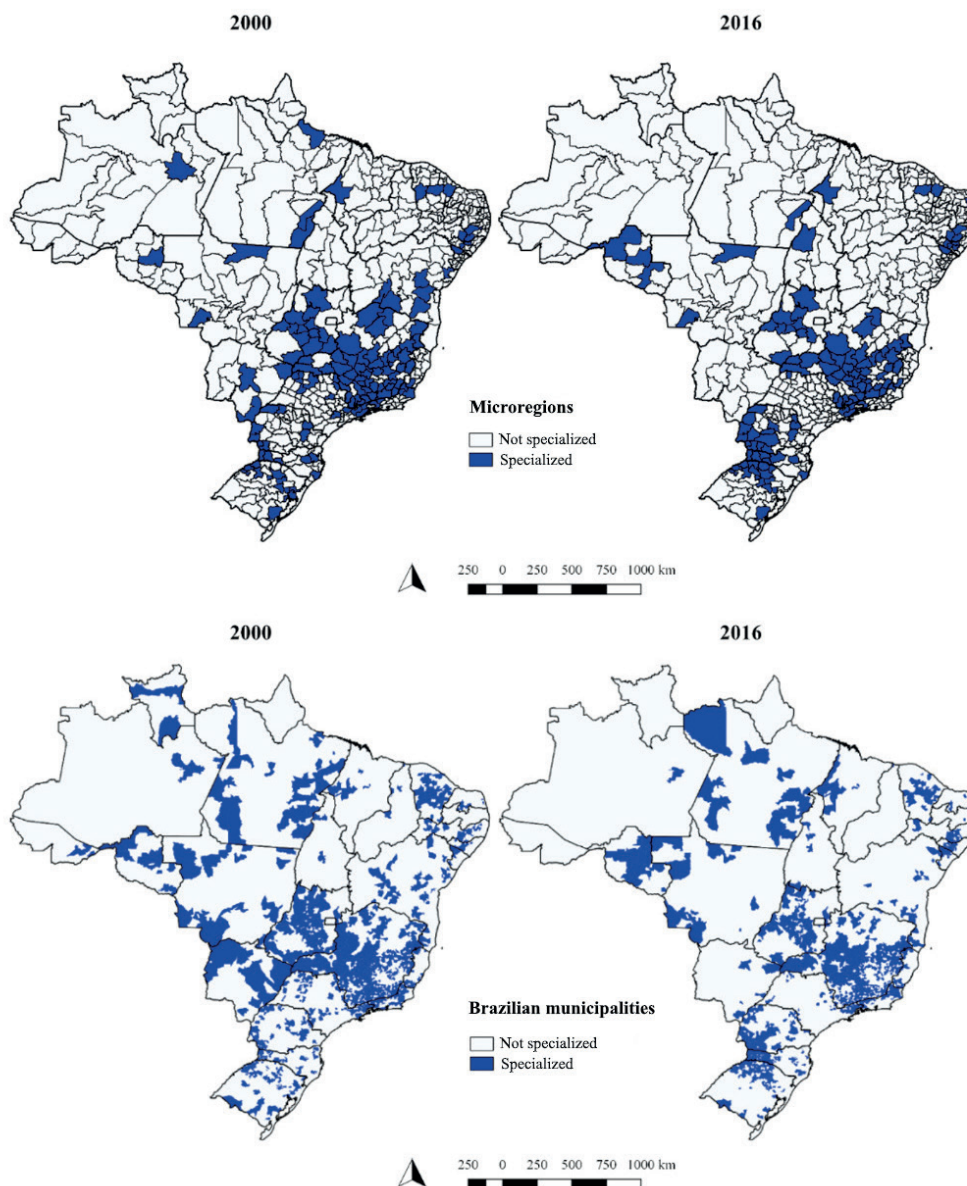 2000
2016
Microregions
Not specialized
Specialized
250 0 250 500 750 1000 km
2000
2016
Brazilian municipalities
Not specialized
Specialized
250 0 250 500 750 1000 km